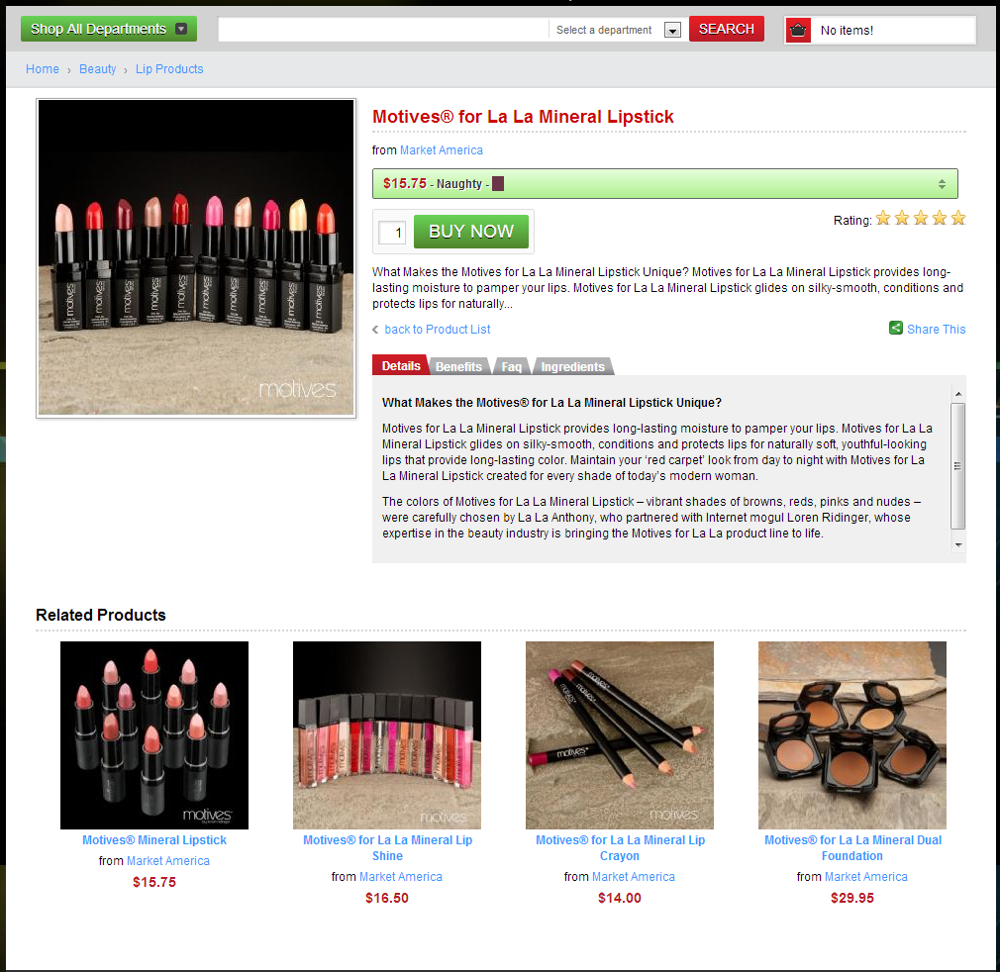 Shop All Departments
Select a department
SEARCH
No items!
Home › Beauty › Lip Products
Motives® for La La Mineral Lipstick
from Market America
$15.75 - Naughty -
1
BUY NOW
Rating:
What Makes the Motives for La La Mineral Lipstick Unique? Motives for La La Mineral Lipstick provides long-
lasting moisture to pamper your lips. Motives for La La Mineral Lipstick glides on silky-smooth, conditions and
protects lips for naturally...
back to Product List
Share This
motives
Details
Benefits
Faq
Ingredients
What Makes the Motives® for La La Mineral Lipstick Unique?
Motives for La La Mineral Lipstick provides long-lasting moisture to pamper your lips. Motives for La La
Mineral Lipstick glides on silky-smooth, conditions and protects lips for naturally soft, youthful-looking
lips that provide long-lasting color. Maintain your ‘red carpet’ look from day to night with Motives for La
La Mineral Lipstick created for every shade of today’s modern woman.
The colors of Motives for La La Mineral Lipstick – vibrant shades of browns, reds, pinks and nudes –
were carefully chosen by La La Anthony, who partnered with Internet mogul Loren Ridinger, whose
expertise in the beauty industry is bringing the Motives for La La product line to life.
Related Products
motives
motives
motives
Motives® Mineral Lipstick
from Market America
$15.75
Motives® for La La Mineral Lip
Shine
from Market America
$16.50
Motives® for La La Mineral Lip
Crayon
from Market America
$14.00
Motives® for La La Mineral Dual
Foundation
from Market America
$29.95